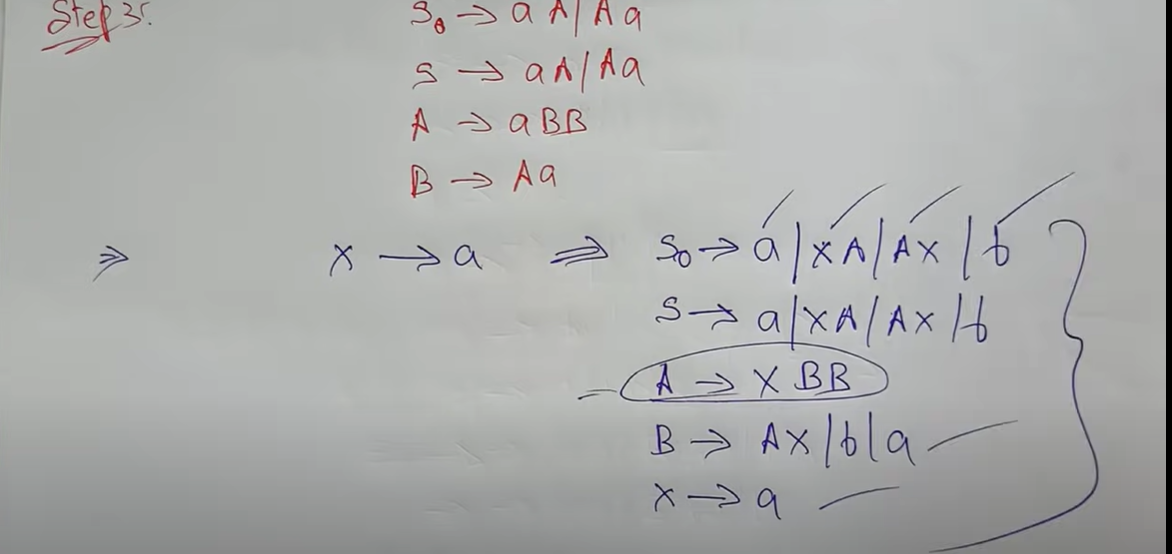 Step 3:
S₀ → aA/Aa
S → aA/Aa
A → aBB
B → Aa
⇒ X → a ⇒ S₀ → a|XA/AX|b
S → a|XA/AX/b
A → XBB
B → AX|b|a
X → a